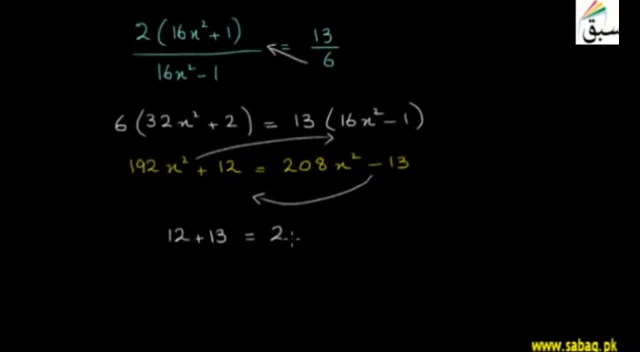 سبق
2(16x²+1)/16x²-1 = 13/6
6(32x²+2) = 13(16x²-1)
192x² + 12 = 208x² - 13
12+13 = 2
www.sabaq.pk